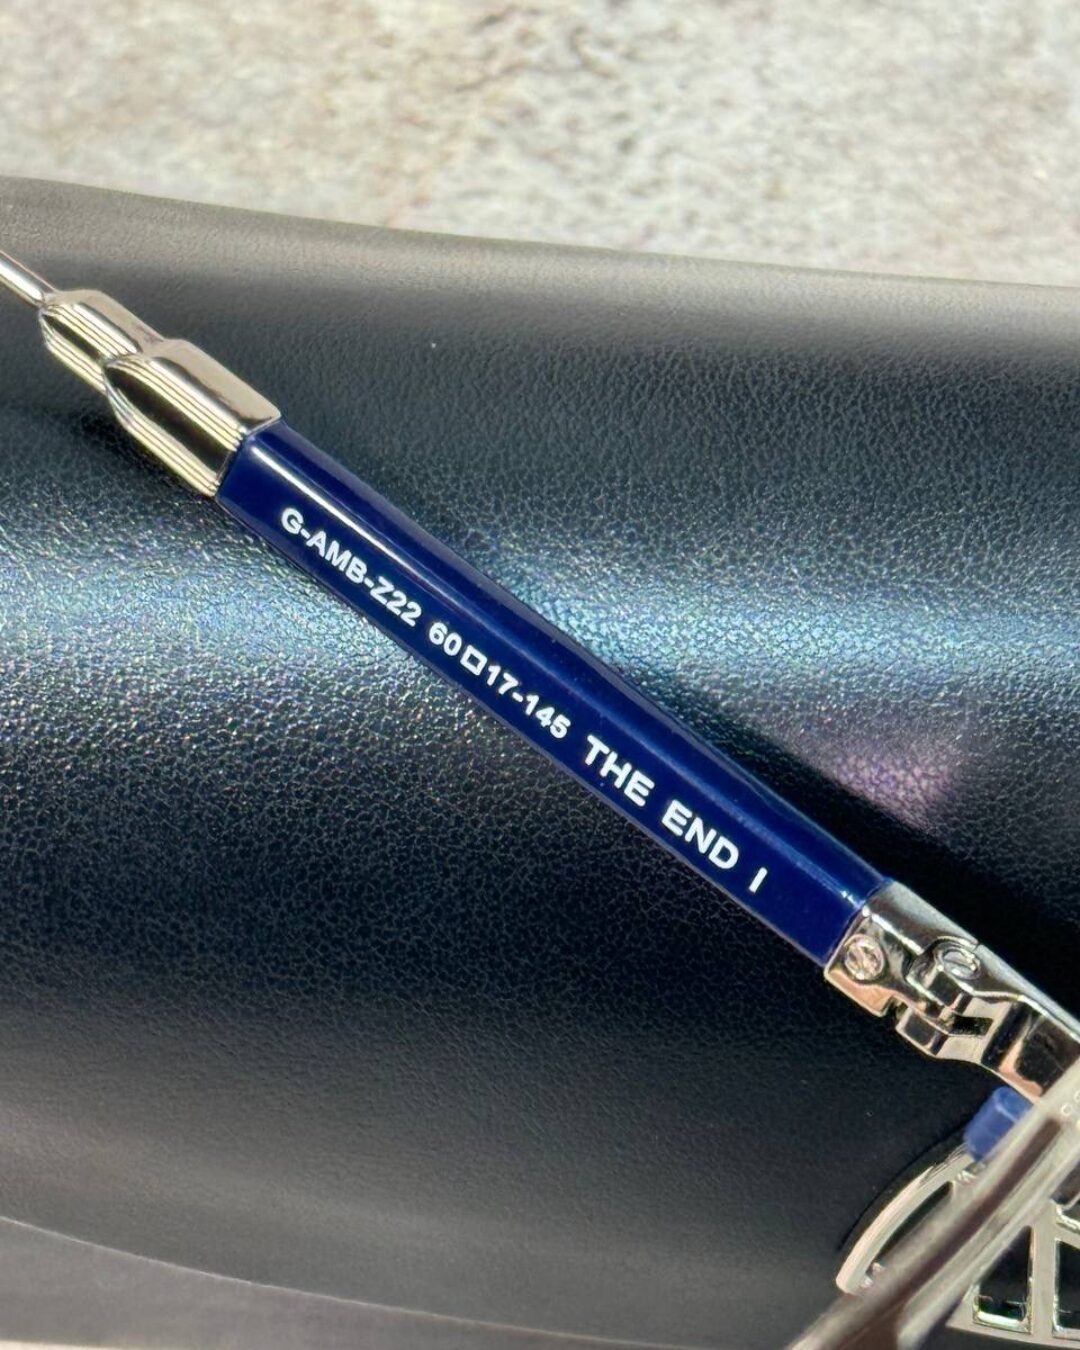 G-AMB-Z22 60□17-145 THE END I